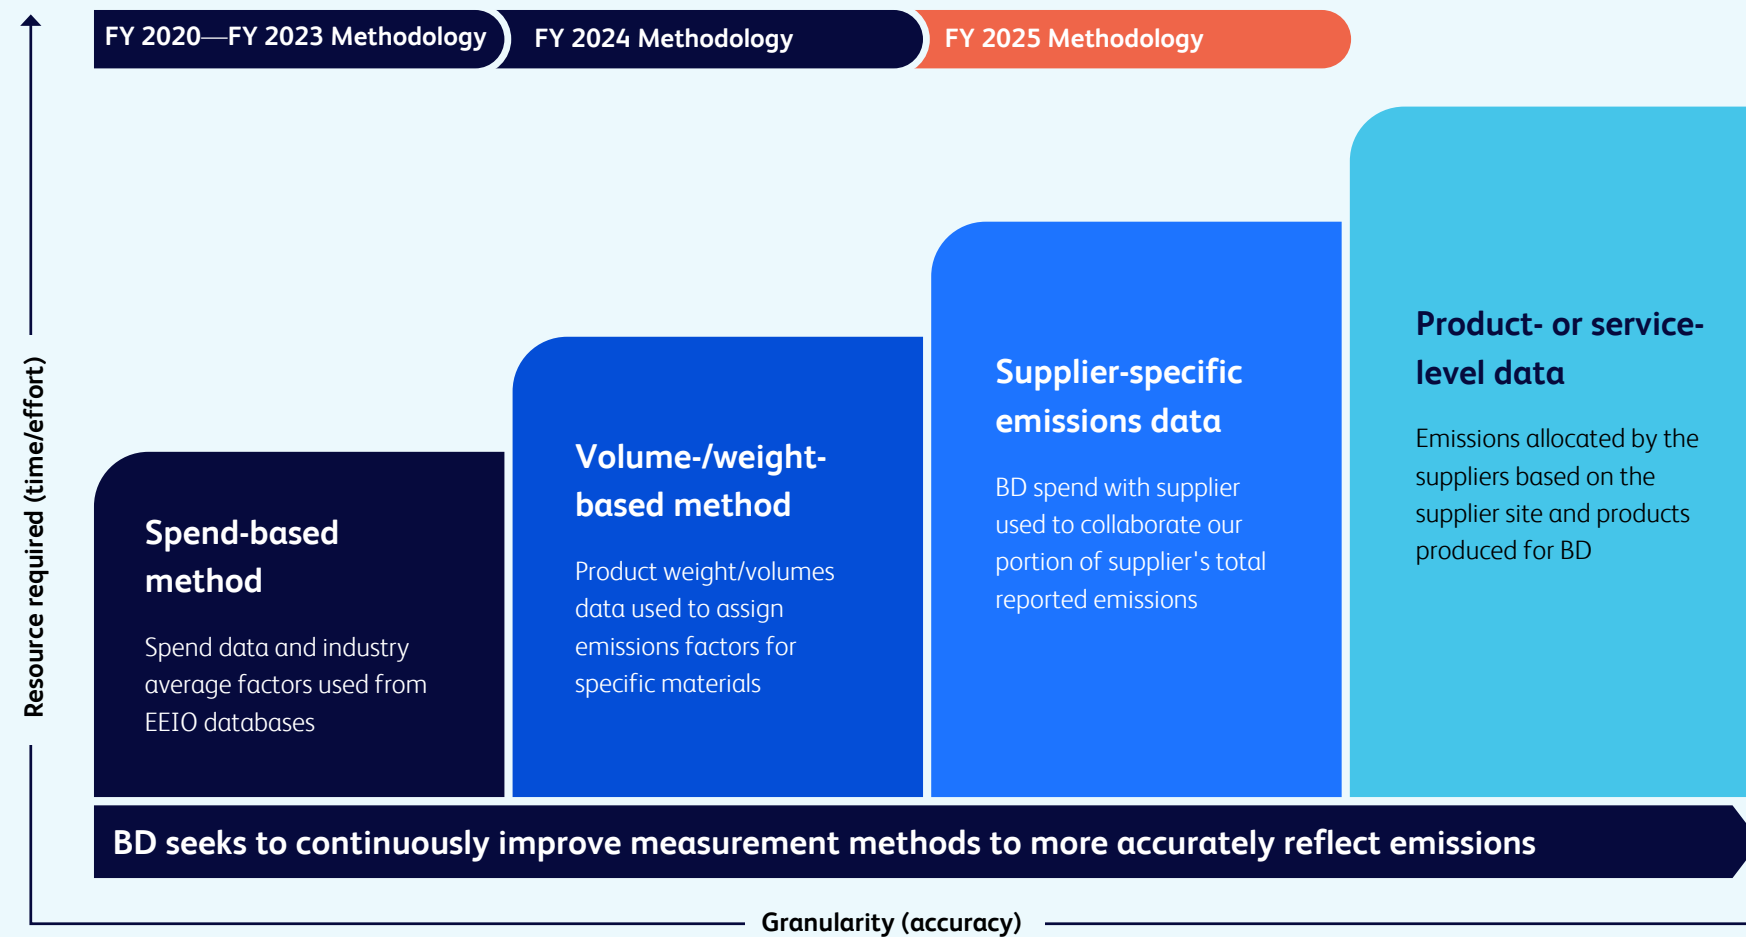 FY 2020—FY 2023 Methodology
FY 2024 Methodology
FY 2025 Methodology
Resource required (time/effort)
Spend-based
method
Spend data and industry
average factors used from
EEIO databases
Volume-/weight-
based method
Product weight/volumes
data used to assign
emissions factors for
specific materials
Supplier-specific
emissions data
BD spend with supplier
used to collaborate our
portion of supplier's total
reported emissions
Product- or service-
level data
Emissions allocated by the
suppliers based on the
supplier site and products
produced for BD
BD seeks to continuously improve measurement methods to more accurately reflect emissions
Granularity (accuracy)